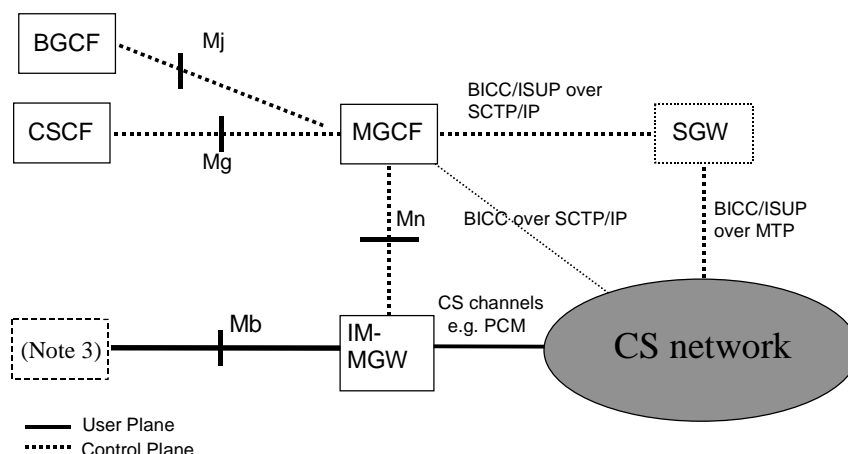 BGCF
Mj
BICC/ISUP over
SCTP/IP
CSCF
MGCF
SGW
Mg
BICC/ISUP
over MTP
Mn
BICC over SCTP/IP
CS channels
e.g. PCM
Mb
(Note 3)
IM-
MGW
CS network
User Plane
Control Plane